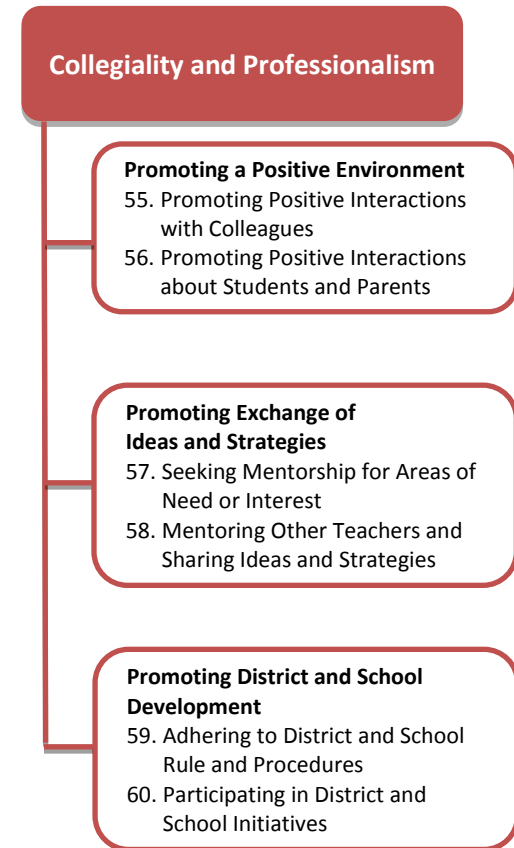 Collegiality and Professionalism
Promoting a Positive Environment
55. Promoting Positive Interactions
with Colleagues
56. Promoting Positive Interactions
about Students and Parents
Promoting Exchange of
Ideas and Strategies
57. Seeking Mentorship for Areas of
Need or Interest
58. Mentoring Other Teachers and
Sharing Ideas and Strategies
Promoting District and School
Development
59. Adhering to District and School
Rule and Procedures
60. Participating in District and
School Initiatives